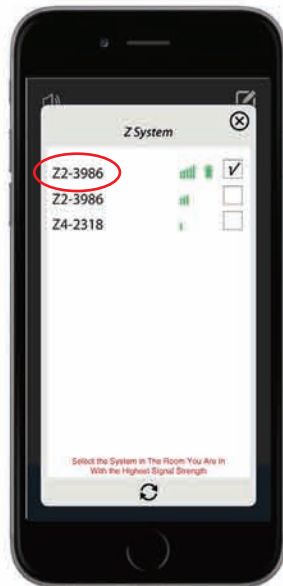 Z System
Z2-3986
Z2-3986
Z4-2318
Select the System in The Room You Are In
With the Highest Signal Strength